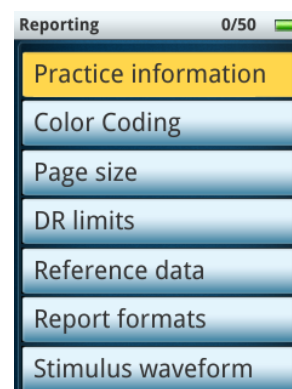 Reporting 0/50
Practice information
Color Coding
Page size
DR limits
Reference data
Report formats
Stimulus waveform